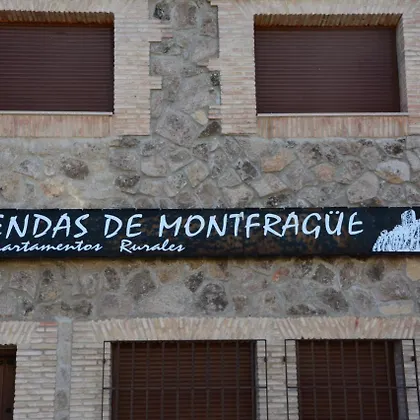 ENDAS DE MONTFRAGÜE
partamentos Rurales